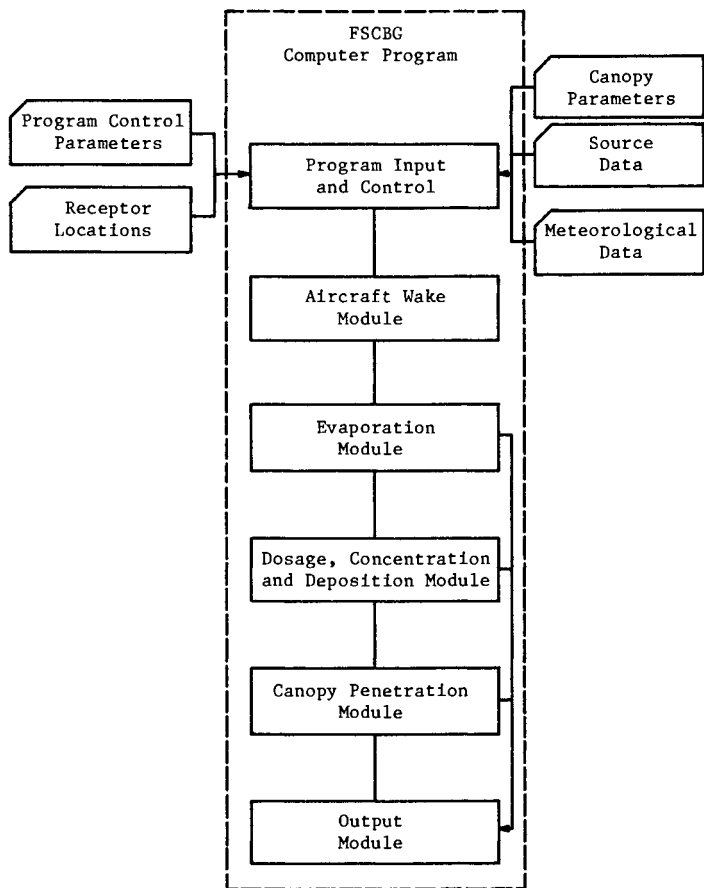 FSCBG
Computer Program
Program Control
Parameters
Receptor
Locations
Canopy
Parameters
Source
Data
Meteorological
Data
Program Input
and Control
Aircraft Wake
Module
Evaporation
Module
Dosage, Concentration
and Deposition Module
Canopy Penetration
Module
Output
Module